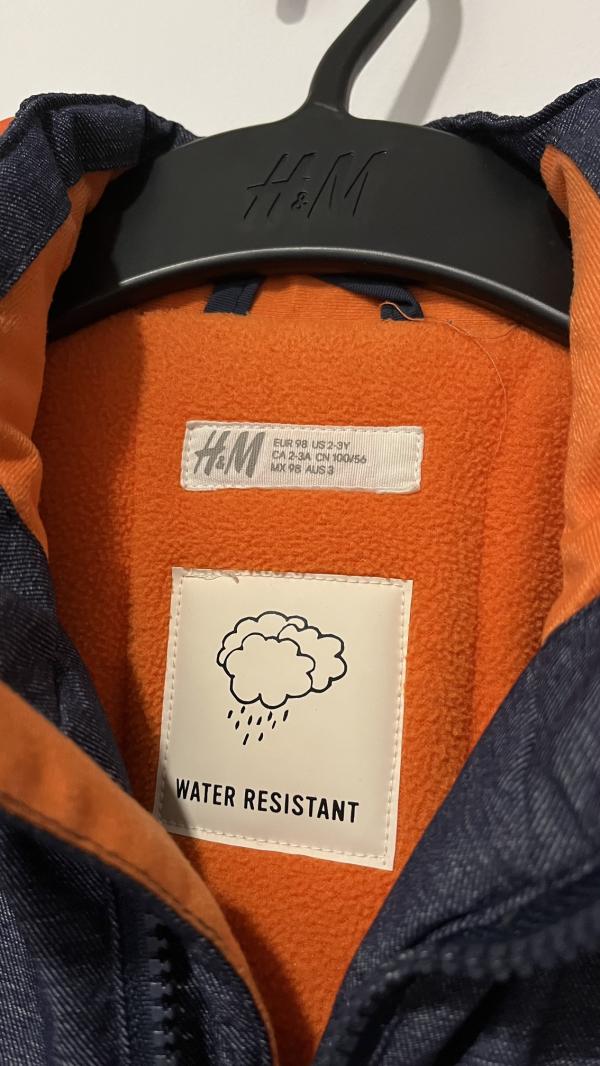 H&M
H&M
EUR 98 US 2-3Y
CA 2-3A CN 100/56
MX 98 AUS 3
WATER RESISTANT